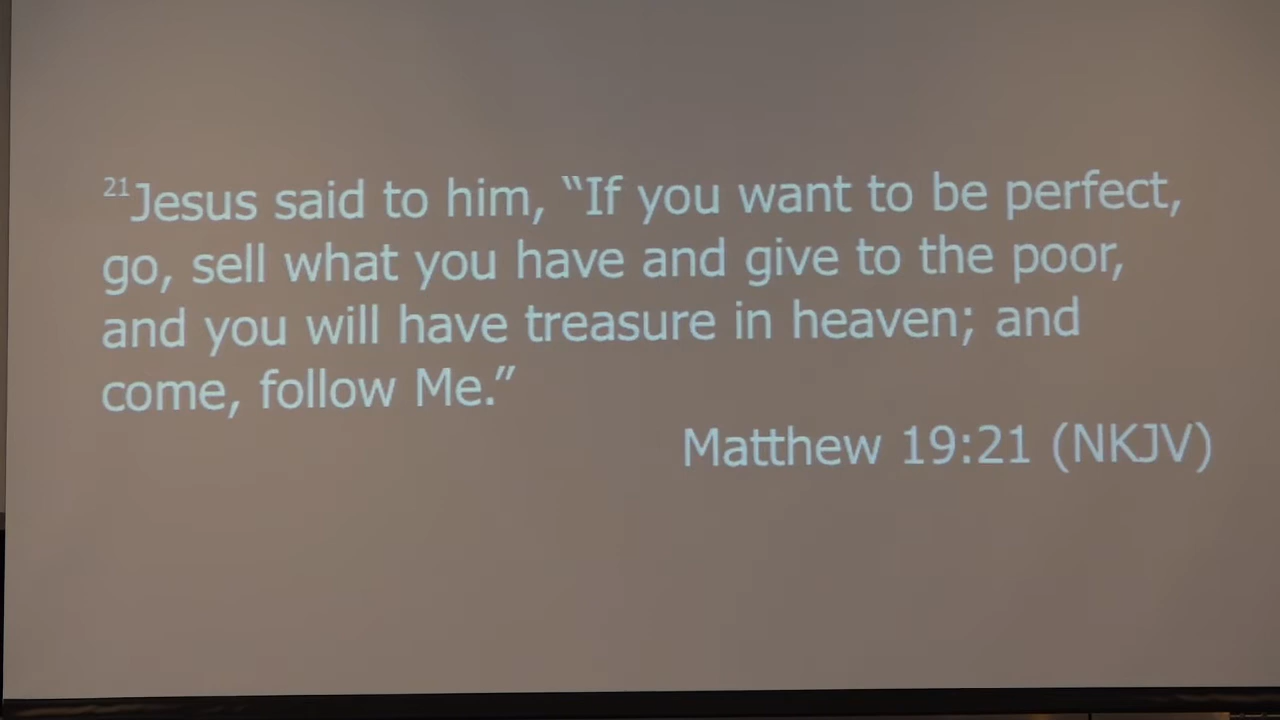 21Jesus said to him, “If you want to be perfect,
go, sell what you have and give to the poor,
and you will have treasure in heaven; and
come, follow Me.”
Matthew 19:21 (NKJV)